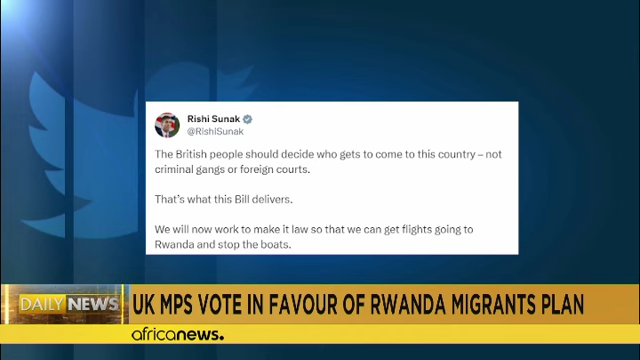 Rishi Sunak
@RishiSunak
The British people should decide who gets to come to this country – not
criminal gangs or foreign courts.
That's what this Bill delivers.
We will now work to make it law so that we can get flights going to
Rwanda and stop the boats.
DAILY NEWS
UK MPS VOTE IN FAVOUR OF RWANDA MIGRANTS PLAN
africanews.